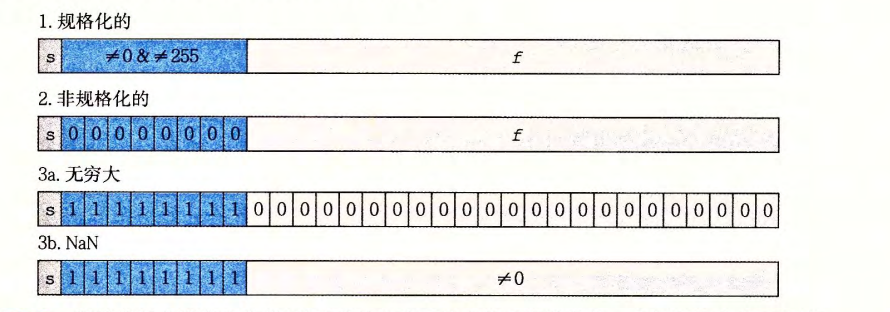 1. 规格化的
s ≠0 & ≠255 f
2. 非规格化的
s 0 0 0 0 0 0 0 0 f
3a. 无穷大
s 1 1 1 1 1 1 1 1 0 0 0 0 0 0 0 0 0 0 0 0 0 0 0 0 0 0 0 0 0 0 0
3b. NaN
s 1 1 1 1 1 1 1 1 ≠0